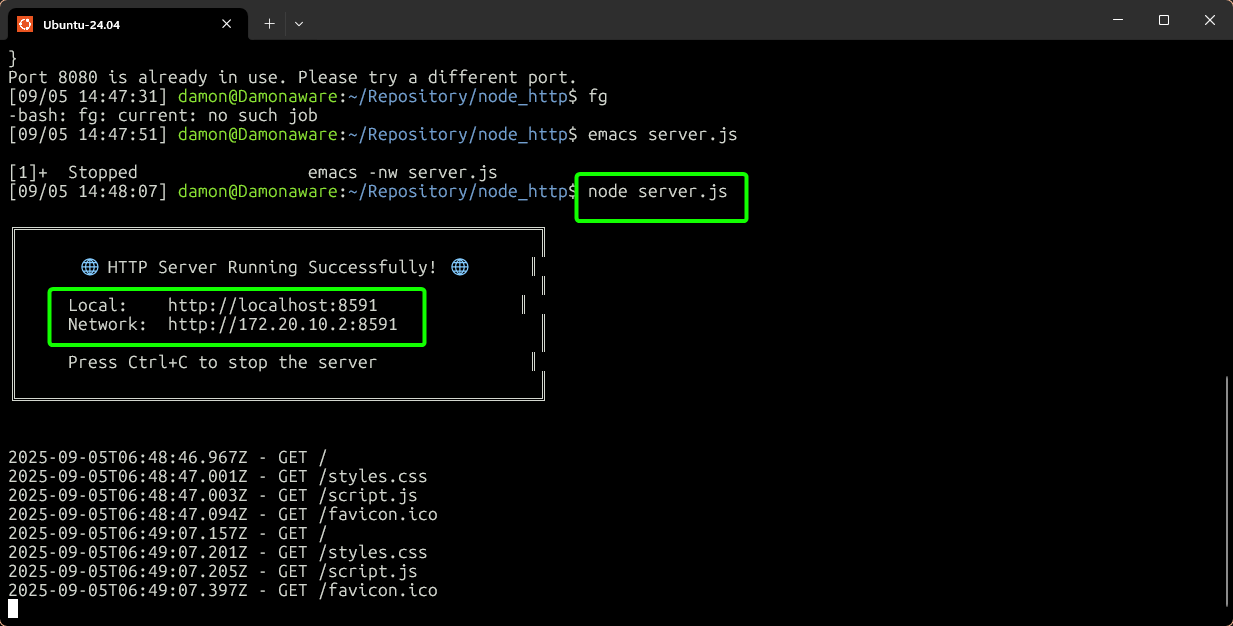 Ubuntu-24.04
}
Port 8080 is already in use. Please try a different port.
[09/05 14:47:31] damon@Damonaware:~/Repository/node_http$ fg
-bash: fg: current: no such job
[09/05 14:47:51] damon@Damonaware:~/Repository/node_http$ emacs server.js
[1]+  Stopped                 emacs -nw server.js
[09/05 14:48:07] damon@Damonaware:~/Repository/node_http$ node server.js
🌐 HTTP Server Running Successfully! 🌐
Local:    http://localhost:8591
Network:  http://172.20.10.2:8591
Press Ctrl+C to stop the server
2025-09-05T06:48:46.967Z - GET /
2025-09-05T06:48:47.001Z - GET /styles.css
2025-09-05T06:48:47.003Z - GET /script.js
2025-09-05T06:48:47.094Z - GET /favicon.ico
2025-09-05T06:49:07.157Z - GET /
2025-09-05T06:49:07.201Z - GET /styles.css
2025-09-05T06:49:07.205Z - GET /script.js
2025-09-05T06:49:07.397Z - GET /favicon.ico